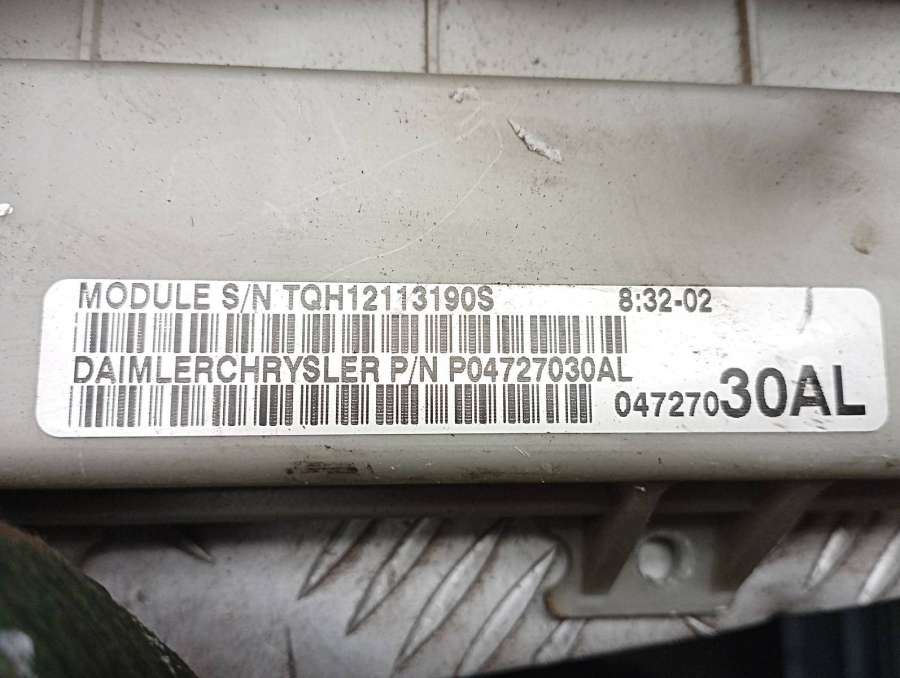 MODULE S/N TQH12113190S 8:32-02
DAIMLERCHRYSLER P/N P04727030AL
04727030AL